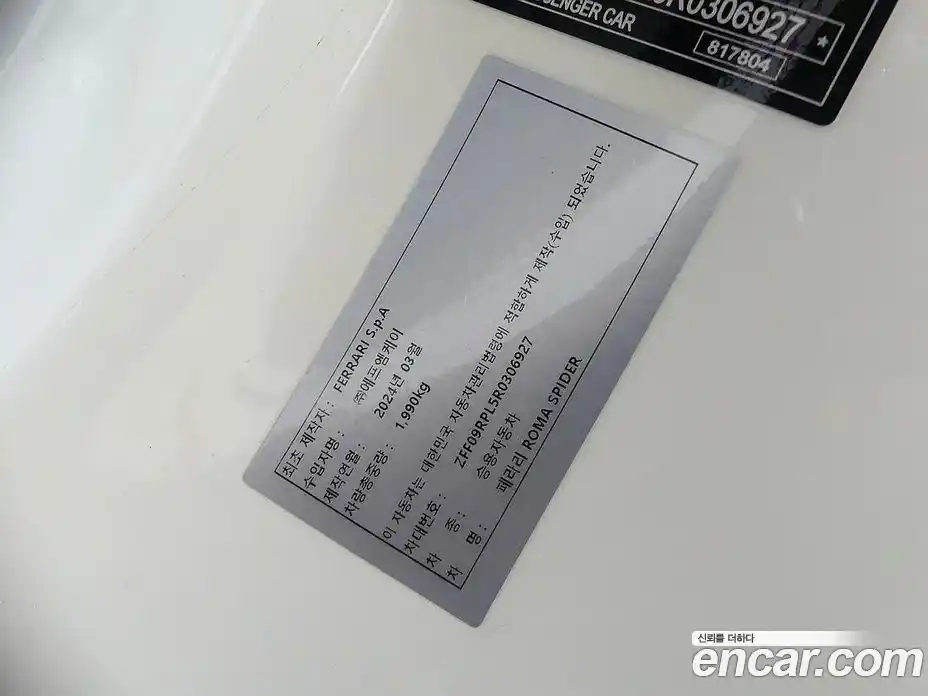 R0306927 ★
SENGER CAR
817804
최초 제작자 : FERRARI S.p.A
수입자명 : ㈜에프엠케이
제작연월 : 2024년 03월
차량총중량 : 1,990kg
이 자동차는 대한민국 자동차관리법령에 적합하게 제작(수입) 되었습니다.
차대번호 : ZFF09RPL5R0306927
차 종 : 승용자동차
차 명 : 페라리 ROMA SPIDER
신뢰를 더하다
encar.com